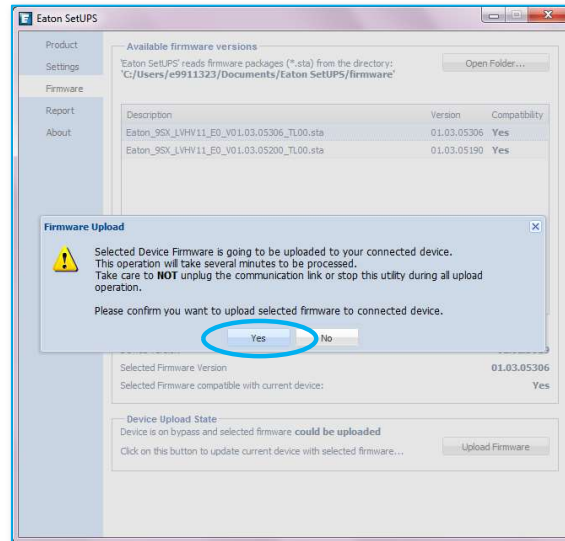 Eaton SetUPS
Product
Settings
Firmware
Report
About
Available firmware versions
'Eaton SetUPS' reads firmware packages (*.sta) from the directory:
'C:/Users/e9911323/Documents/Eaton SetUPS/firmware'
Open Folder...
Description Version Compatibility
Eaton_9SX_LVHV11_E0_V01.03.05306_TL00.sta 01.03.05306 Yes
Eaton_9SX_LVHV11_E0_V01.03.05200_TL00.sta 01.03.05190 Yes
Firmware Upload
Selected Device Firmware is going to be uploaded to your connected device.
This operation will take several minutes to be processed.
Take care to NOT unplug the communication link or stop this utility during all upload
operation.
Please confirm you want to upload selected firmware to connected device.
Yes No
Selected Firmware Version 01.03.05306
Selected Firmware compatible with current device: Yes
Device Upload State
Device is on bypass and selected firmware could be uploaded
Click on this button to update current device with selected firmware...
Upload Firmware